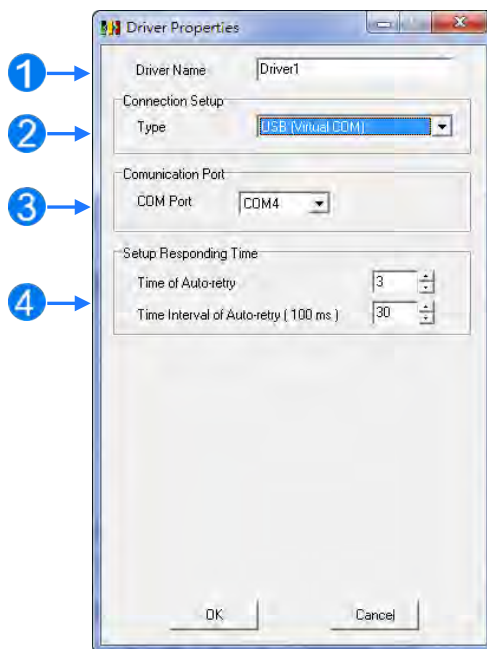 Driver Properties
1 Driver Name Driver1
Connection Setup
2 Type USB (Virtual COM)
Comunication Port
3 COM Port COM4
Setup Responding Time
Time of Auto-retry 3
4
Time Interval of Auto-retry ( 100 ms ) 30
OK Cancel